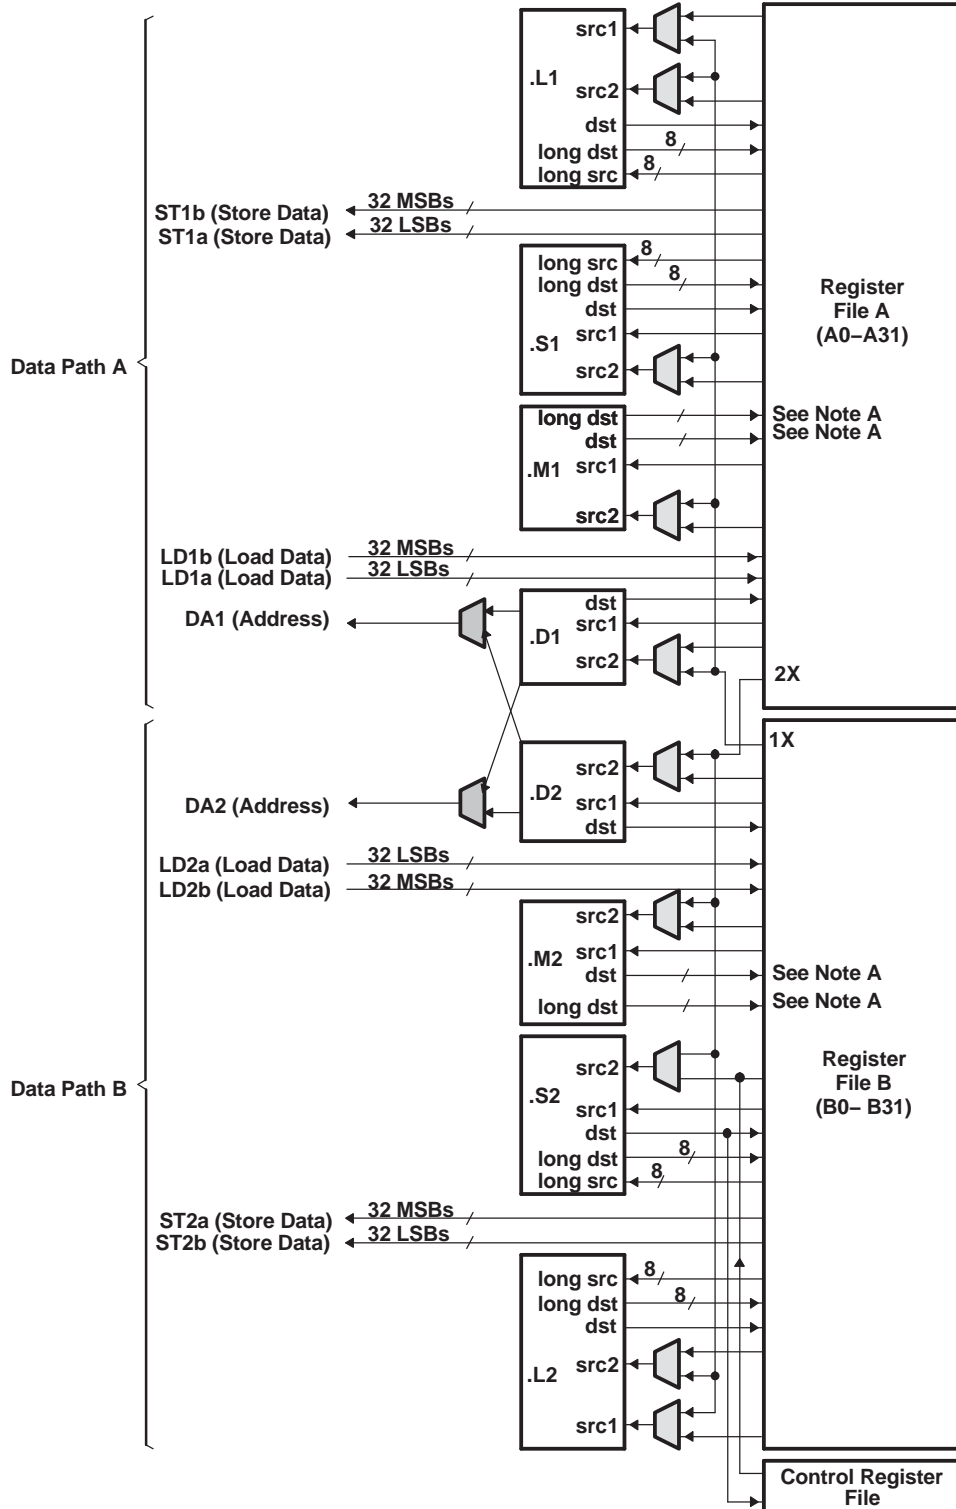 src1
.L1
src2
dst
8
long dst
8
long src
32 MSBs
ST1b (Store Data)
32 LSBs
ST1a (Store Data)
8
long src
8
long dst
dst
src1
.S1
src2
Register
File A
(A0–A31)
Data Path A
long dst
See Note A
dst
See Note A
.M1
src1
src2
32 MSBs
LD1b (Load Data)
32 LSBs
LD1a (Load Data)
dst
DA1 (Address)
src1
.D1
src2
2X
1X
src2
.D2
DA2 (Address)
src1
dst
32 LSBs
LD2a (Load Data)
32 MSBs
LD2b (Load Data)
src2
.M2
src1
dst
See Note A
long dst
See Note A
Register
File B
(B0– B31)
Data Path B
src2
.S2
src1
dst
8
long dst
8
long src
32 MSBs
ST2a (Store Data)
32 LSBs
ST2b (Store Data)
8
long src
8
long dst
dst
src2
.L2
src1
Control Register
File